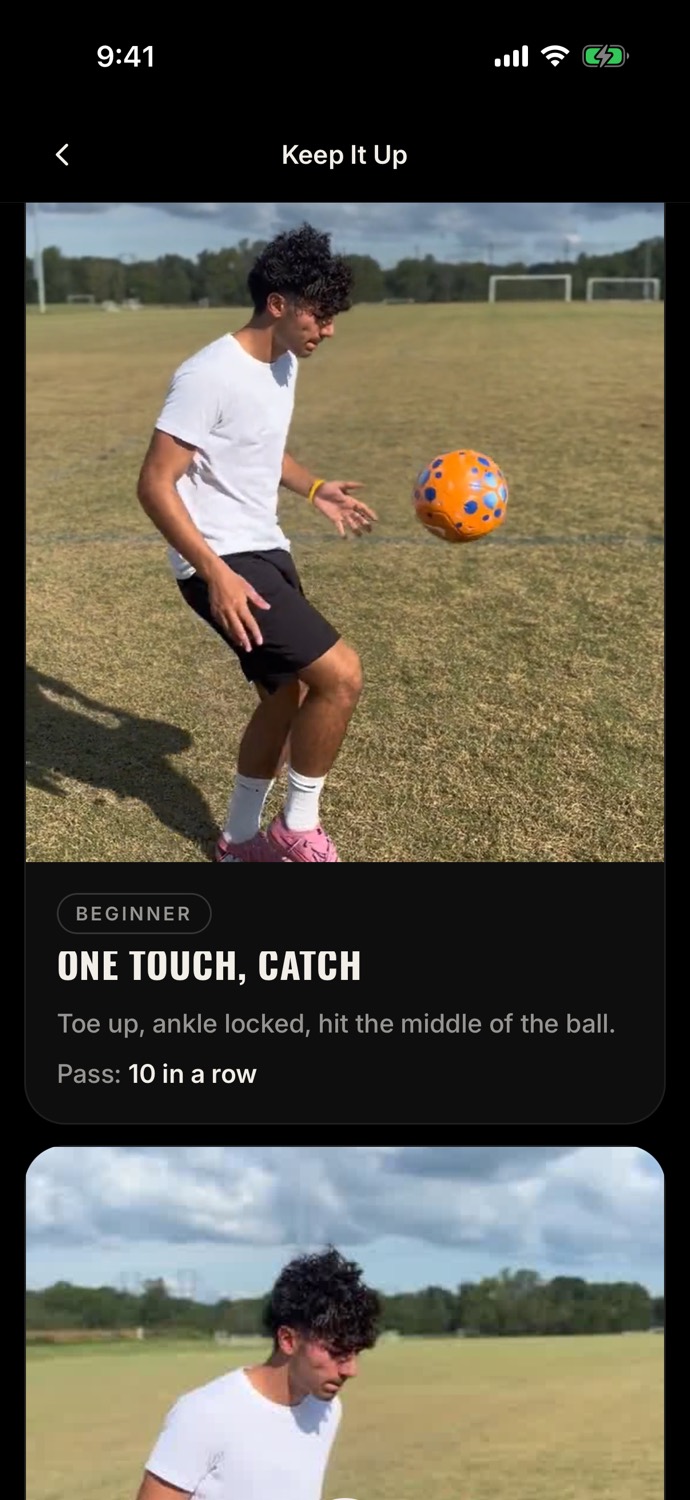 9:41
Keep It Up
BEGINNER
ONE TOUCH, CATCH
Toe up, ankle locked, hit the middle of the ball.
Pass: 10 in a row